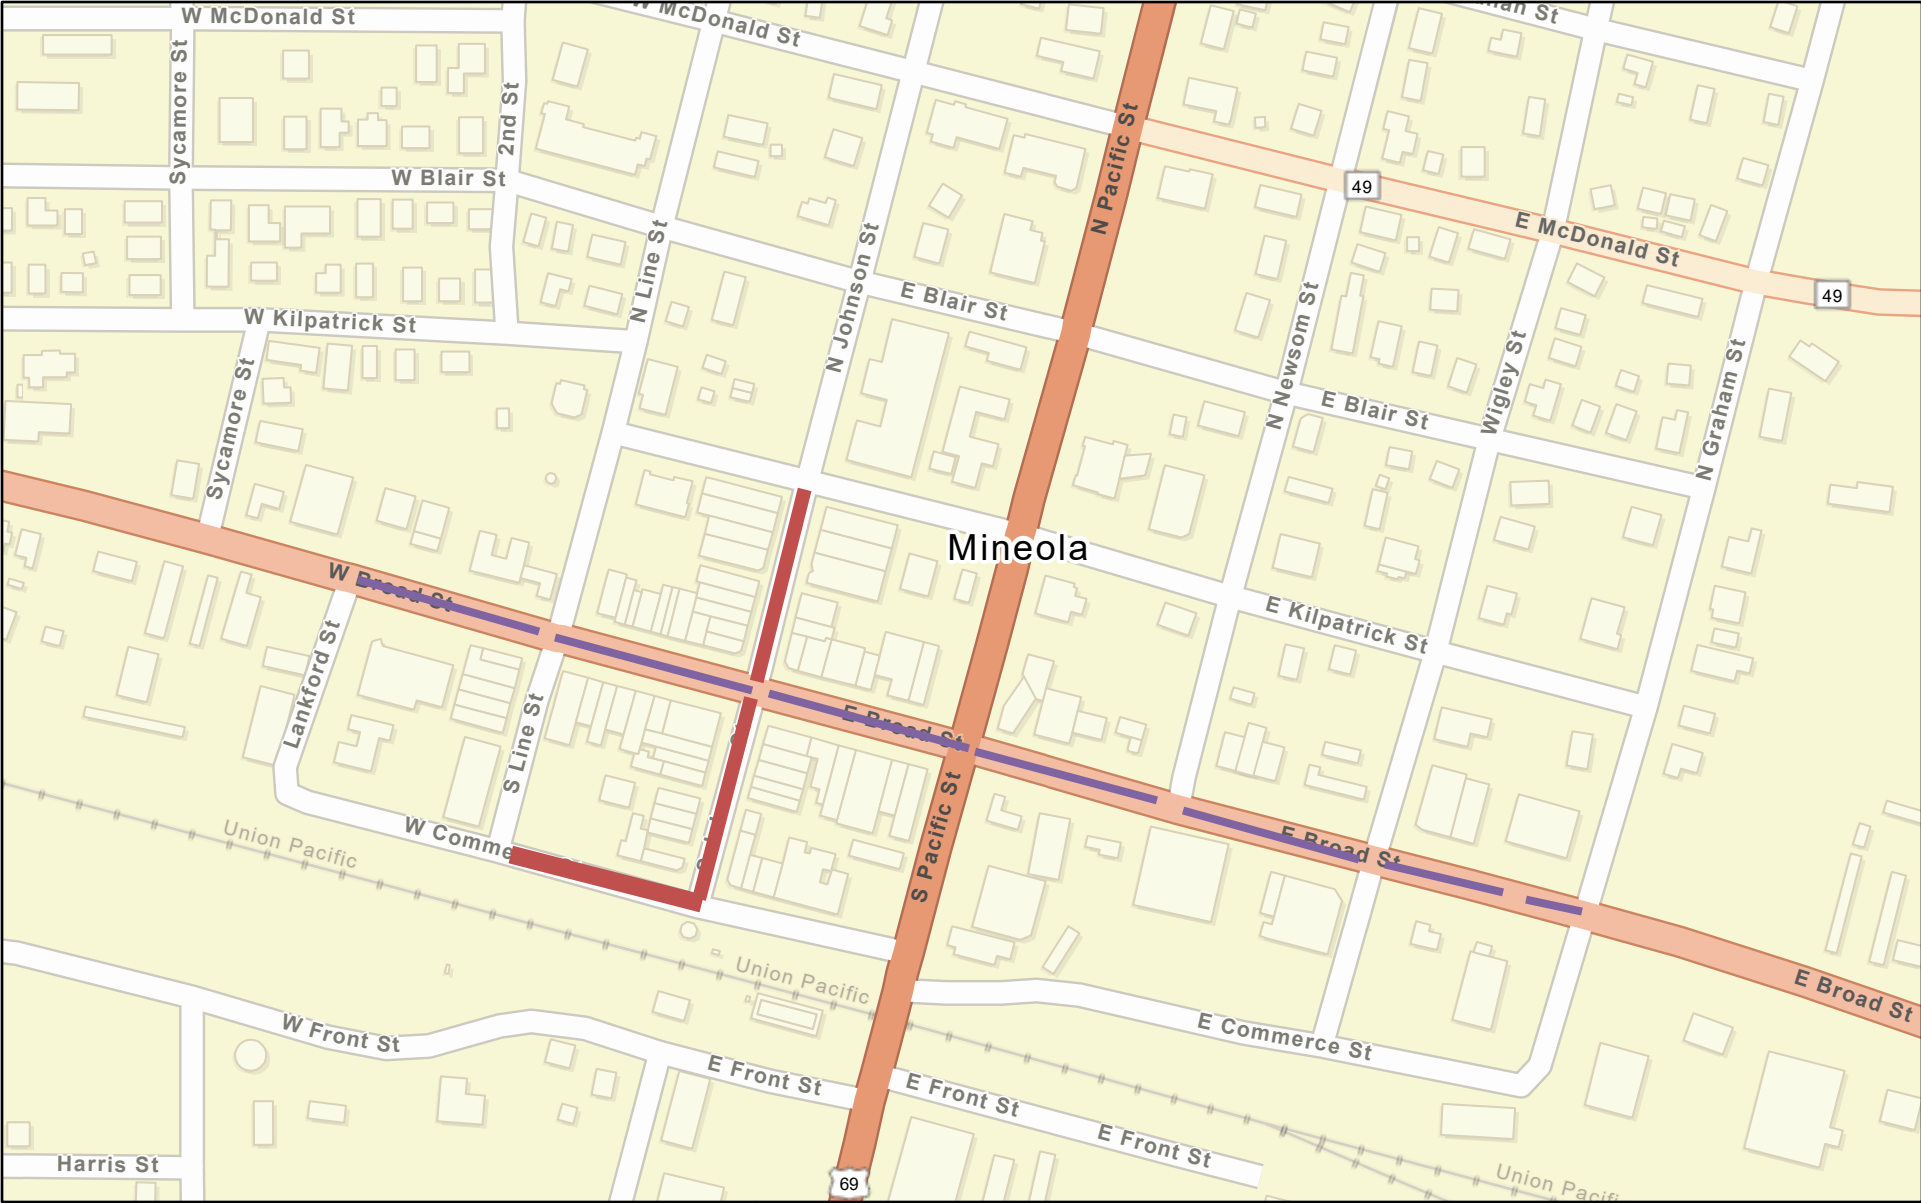 W McDonald St
W McDonald St
Sycamore St
2nd St
N Pacific St
49
W Blair St
E McDonald St
N Line St
N Johnson St
49
E Blair St
N Newsom St
W Kilpatrick St
Wigley St
N Graham St
Sycamore St
E Blair St
Mineola
W Broad St
E Kilpatrick St
Lankford St
E Broad St
S Line St
S Pacific St
W Comme
Union Pacific
E Broad St
Union Pacific
E Broad St
W Front St
E Commerce St
E Front St
E Front St
E Front St
Harris St
69
Union Pacifi